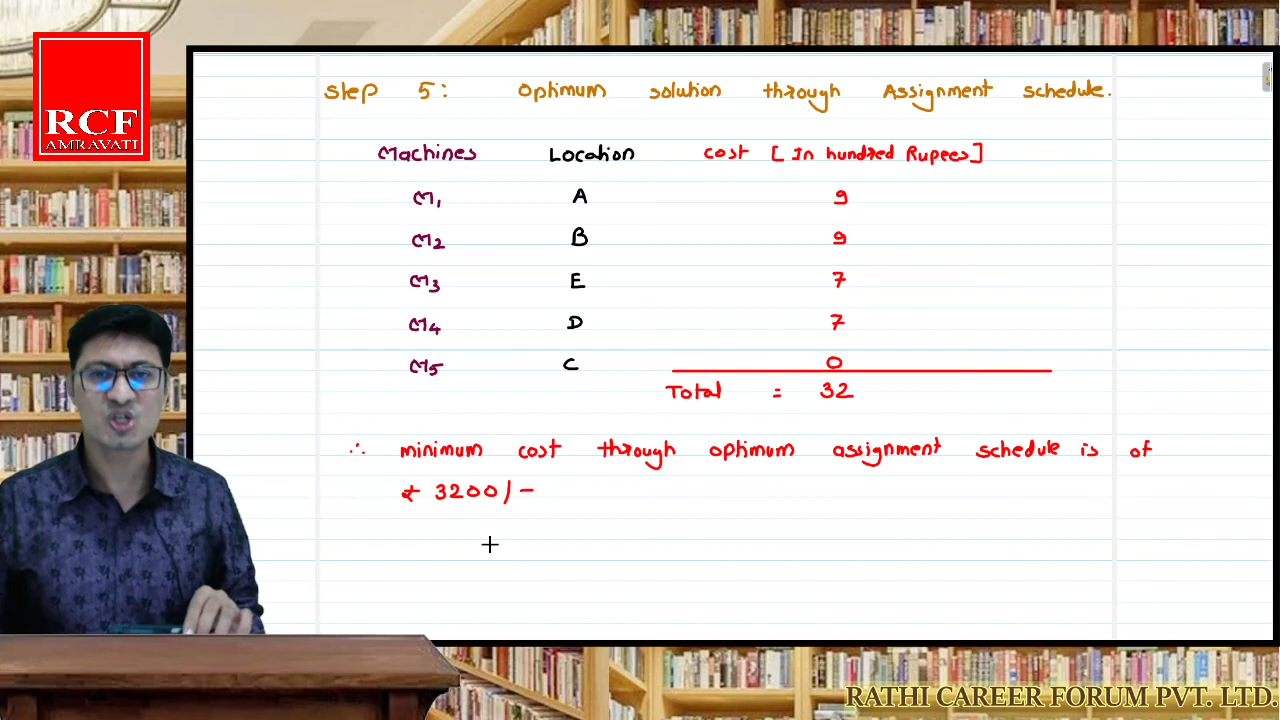 RCF
AMRAVATI
Step 5: Optimum solution through Assignment schedule.
Machines Location cost [In hundred Rupees]
M1 A 9
M2 B 9
M3 E 7
M4 D 7
M5 C 0
Total = 32
∴ minimum cost through optimum assignment schedule is of
₹ 3200/-
RATHI CAREER FORUM PVT. LTD.